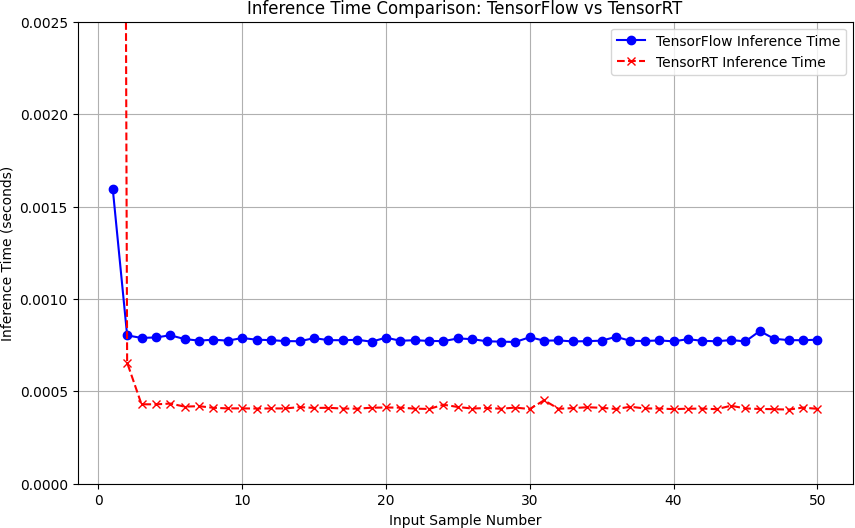 Inference Time Comparison: TensorFlow vs TensorRT
TensorFlow Inference Time
TensorRT Inference Time
Inference Time (seconds)
0.0025
0.0020
0.0015
0.0010
0.0005
0.0000
0 10 20 30 40 50
Input Sample Number